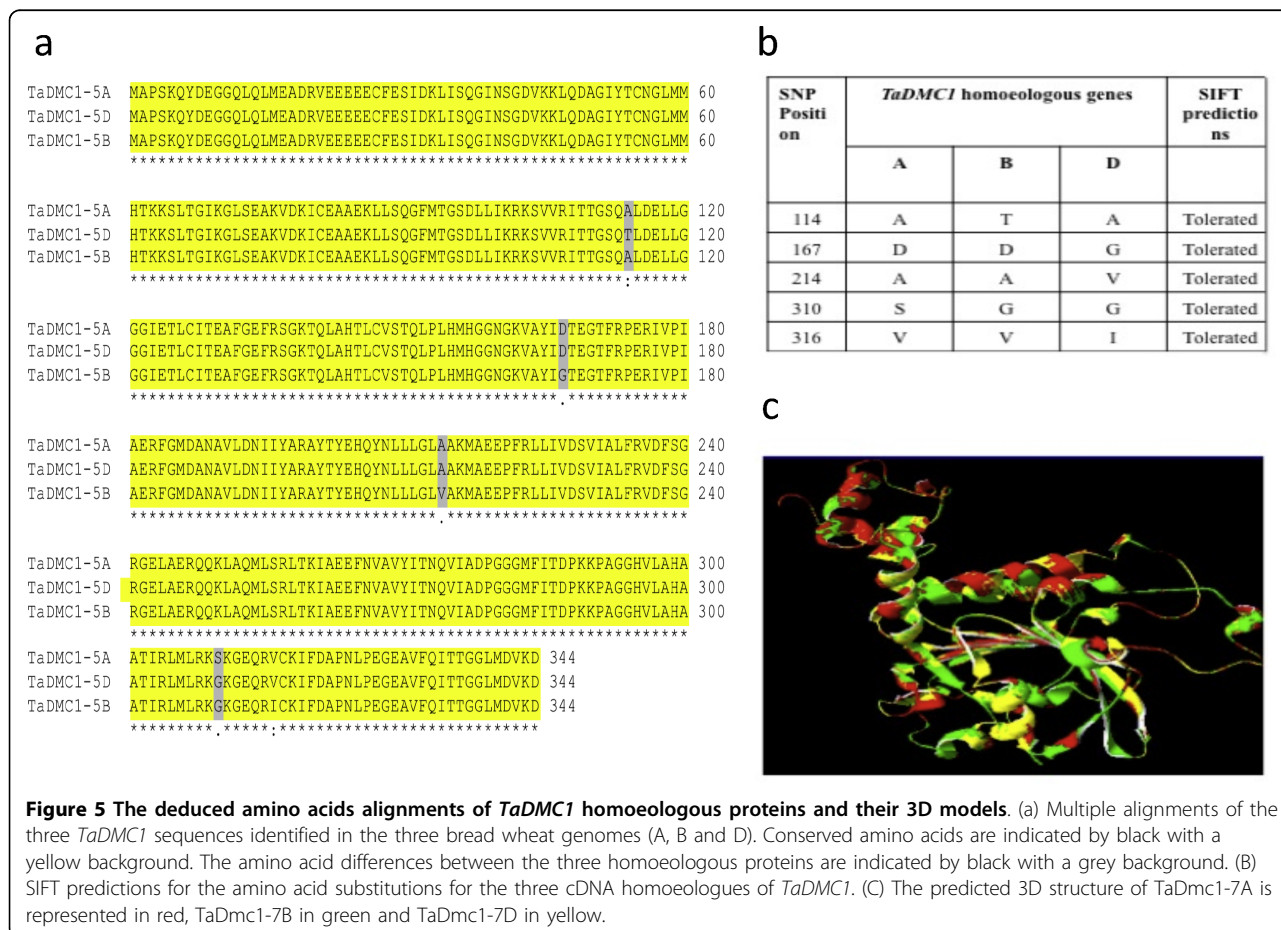 a
TaDMC1-5A MAPSKQYDEGGQLQLMEADRVEEEEECFESIDKLISQGINSGDVKKLQDAGIYTCNGLMM 60
TaDMC1-5D MAPSKQYDEGGQLQLMEADRVEEEEECFESIDKLISQGINSGDVKKLQDAGIYTCNGLMM 60
TaDMC1-5B MAPSKQYDEGGQLQLMEADRVEEEEECFESIDKLISQGINSGDVKKLQDAGIYTCNGLMM 60
************************************************************
TaDMC1-5A HTKKSLTGIKGLSEAKVDKICEAAEKLLSQGFMTGSDLLIKRKSVVRITTGSQALDELLG 120
TaDMC1-5D HTKKSLTGIKGLSEAKVDKICEAAEKLLSQGFMTGSDLLIKRKSVVRITTGSQTLDELLG 120
TaDMC1-5B HTKKSLTGIKGLSEAKVDKICEAAEKLLSQGFMTGSDLLIKRKSVVRITTGSQALDELLG 120
*****************************************************:******
TaDMC1-5A GGIETLCITEAFGEFRSGKTQLAHTLCVSTQLPLHMHGGNGKVAYIDTEGTFRPERIVPI 180
TaDMC1-5D GGIETLCITEAFGEFRSGKTQLAHTLCVSTQLPLHMHGGNGKVAYIDTEGTFRPERIVPI 180
TaDMC1-5B GGIETLCITEAFGEFRSGKTQLAHTLCVSTQLPLHMHGGNGKVAYIGTEGTFRPERIVPI 180
**********************************************.*************
TaDMC1-5A AERFGMDANAVLDNIIYARAYTYEHQYNLLLGLAAKMAEEPFRLLIVDSVIALFRVDFSG 240
TaDMC1-5D AERFGMDANAVLDNIIYARAYTYEHQYNLLLGLAAKMAEEPFRLLIVDSVIALFRVDFSG 240
TaDMC1-5B AERFGMDANAVLDNIIYARAYTYEHQYNLLLGLVAKMAEEPFRLLIVDSVIALFRVDFSG 240
*********************************.**************************
TaDMC1-5A RGELAERQQKLAQMLSRLTKIAEEFNVAVYITNQVIADPGGGMFITDPKKPAGGHVLAHA 300
TaDMC1-5D RGELAERQQKLAQMLSRLTKIAEEFNVAVYITNQVIADPGGGMFITDPKKPAGGHVLAHA 300
TaDMC1-5B RGELAERQQKLAQMLSRLTKIAEEFNVAVYITNQVIADPGGGMFITDPKKPAGGHVLAHA 300
************************************************************
TaDMC1-5A ATIRLMLRKSKGEQRVCKIFDAPNLPEGEAVFQITTGGLMDVKD 344
TaDMC1-5D ATIRLMLRKGKGEQRVCKIFDAPNLPEGEAVFQITTGGLMDVKD 344
TaDMC1-5B ATIRLMLRKGKGEQRICKIFDAPNLPEGEAVFQITTGGLMDVKD 344
*********.*****:****************************
b
SNP Positi on TaDMC1 homoeologous genes SIFT predictio ns
A B D
114 A T A Tolerated
167 D D G Tolerated
214 A A V Tolerated
310 S G G Tolerated
316 V V I Tolerated
c
Figure 5 The deduced amino acids alignments of TaDMC1 homoeologous proteins and their 3D models. (a) Multiple alignments of the
three TaDMC1 sequences identified in the three bread wheat genomes (A, B and D). Conserved amino acids are indicated by black with a
yellow background. The amino acid differences between the three homoeologous proteins are indicated by black with a grey background. (B)
SIFT predictions for the amino acid substitutions for the three cDNA homoeologues of TaDMC1. (C) The predicted 3D structure of TaDmc1-7A is
represented in red, TaDmc1-7B in green and TaDmc1-7D in yellow.